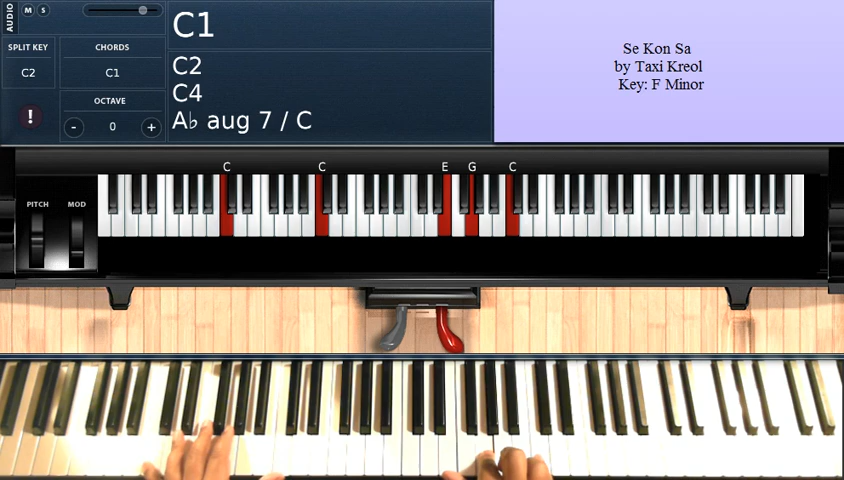 AUDIO
M S
C1
SPLIT KEY
CHORDS
C2
C1
C2
C4
OCTAVE
A♭ aug 7 / C
!
- 0 +
Se Kon Sa
by Taxi Kreol
Key: F Minor
C C E G C
PITCH MOD